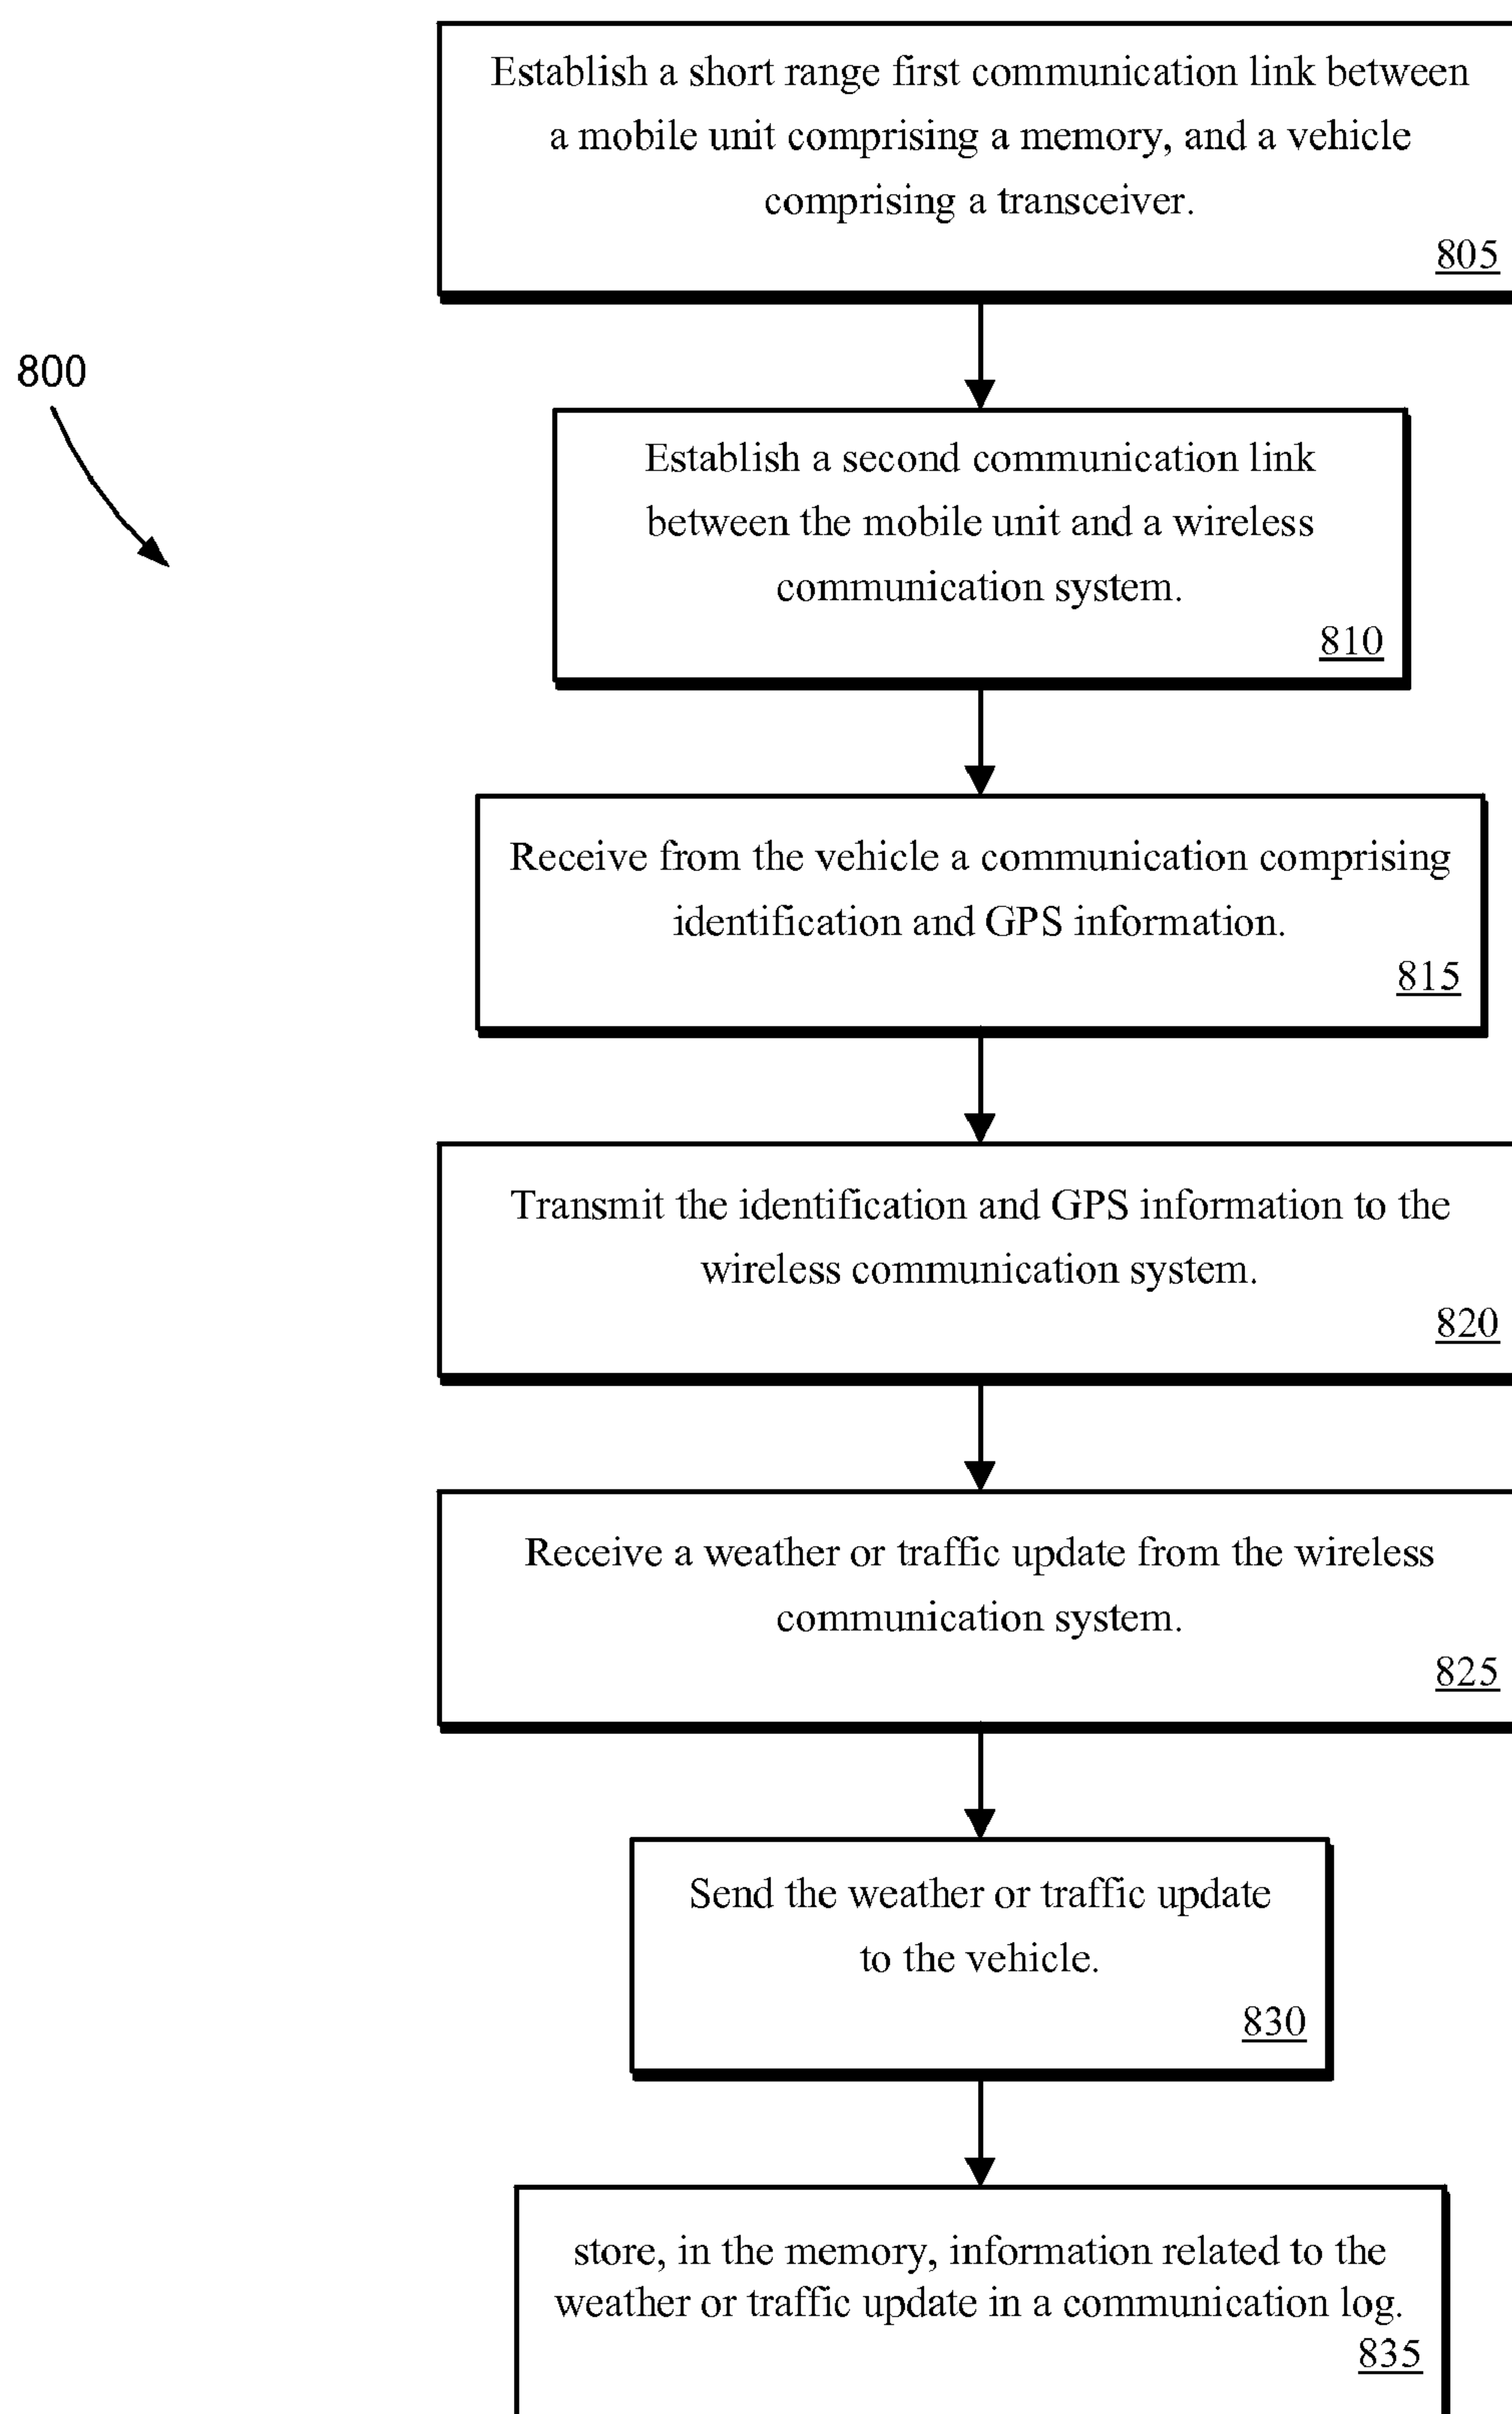 Establish a short range first communication link between
a mobile unit comprising a memory, and a vehicle
comprising a transceiver.
805
800
Establish a second communication link
between the mobile unit and a wireless
communication system.
810
Receive from the vehicle a communication comprising
identification and GPS information.
815
Transmit the identification and GPS information to the
wireless communication system.
820
Receive a weather or traffic update from the wireless
communication system.
825
Send the weather or traffic update
to the vehicle.
830
store, in the memory, information related to the
weather or traffic update in a communication log.
835